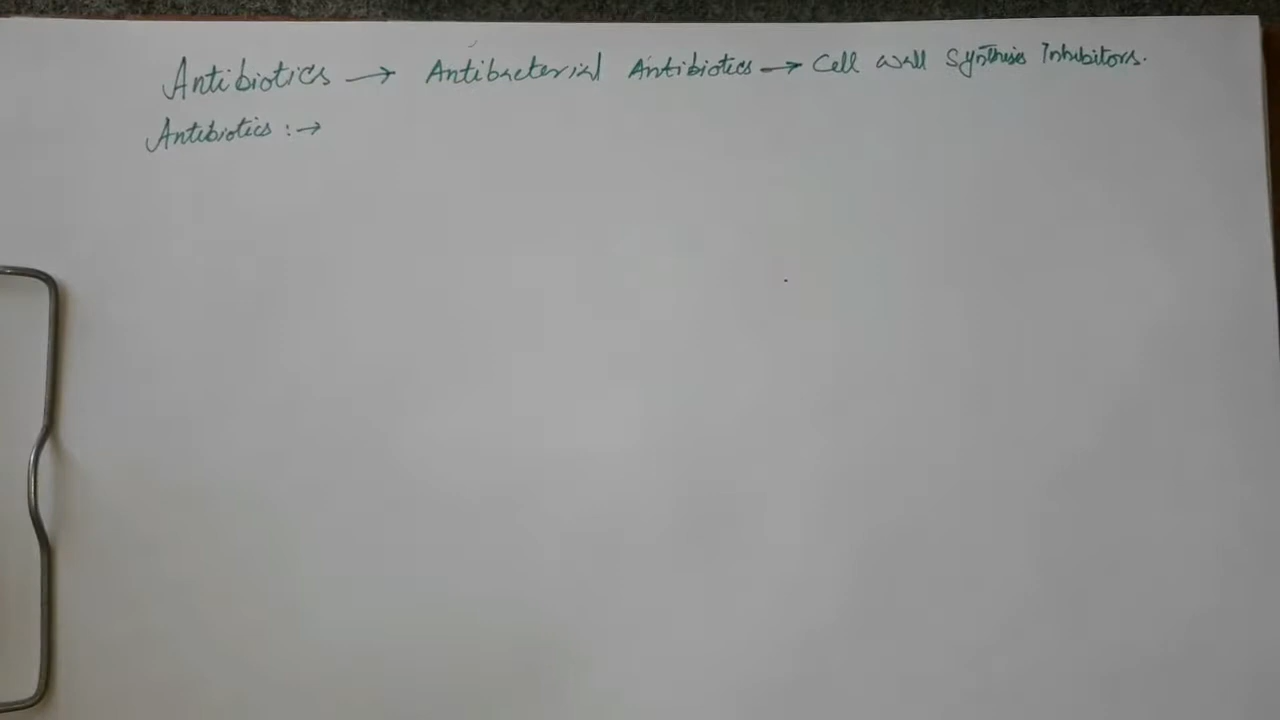 Antibiotics → Antibacterial Antibiotics → Cell wall Synthesis Inhibitors.
Antibiotics :→